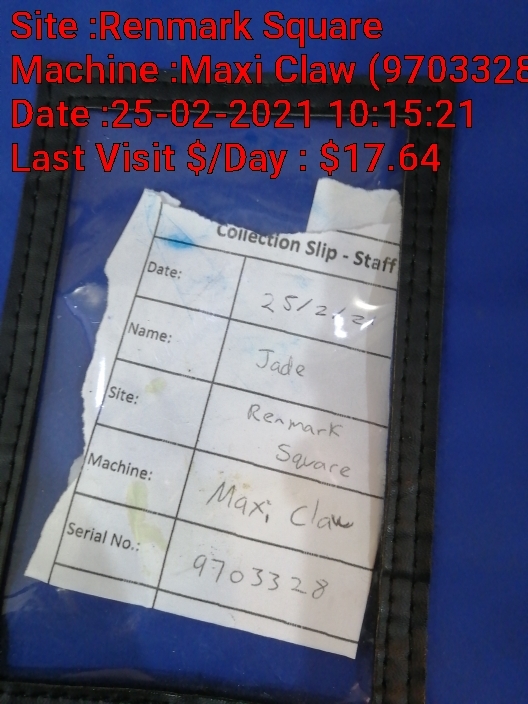 Site :Renmark Square
Machine :Maxi Claw (9703328
Date :25-02-2021 10:15:21
Last Visit $/Day : $17.64
Collection Slip - Staff
Date: 25/2/21
Name: Jade
Site: Renmark
Square
Machine: Maxi Claw
Serial No.: 9703328